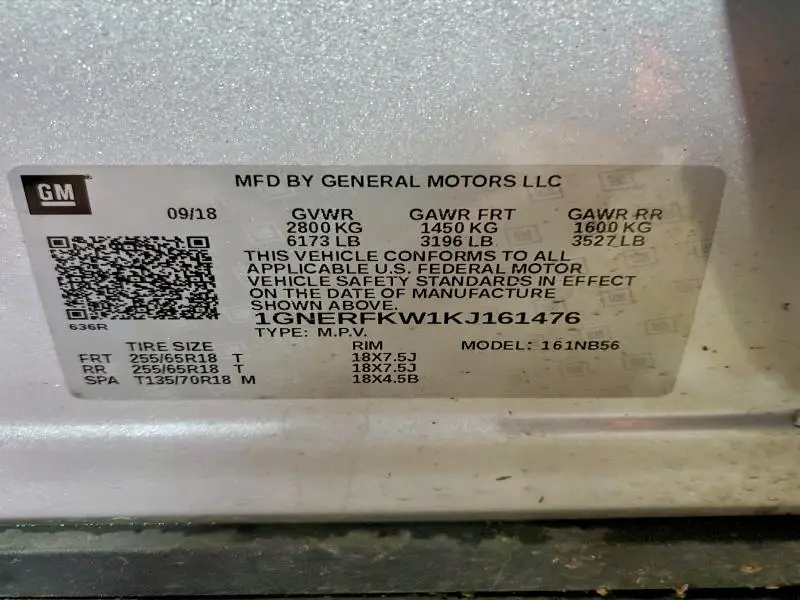 GM
MFD BY GENERAL MOTORS LLC
09/18 GVWR GAWR FRT GAWR RR
2800 KG 1450 KG 1600 KG
6173 LB 3196 LB 3527 LB
THIS VEHICLE CONFORMS TO ALL
APPLICABLE U.S. FEDERAL MOTOR
VEHICLE SAFETY STANDARDS IN EFFECT
ON THE DATE OF MANUFACTURE
SHOWN ABOVE.
1GNERFKW1KJ161476
636R
TYPE: M.P.V.
TIRE SIZE RIM MODEL: 161NB56
FRT 255/65R18 T 18X7.5J
RR 255/65R18 T 18X7.5J
SPA T135/70R18 M 18X4.5B